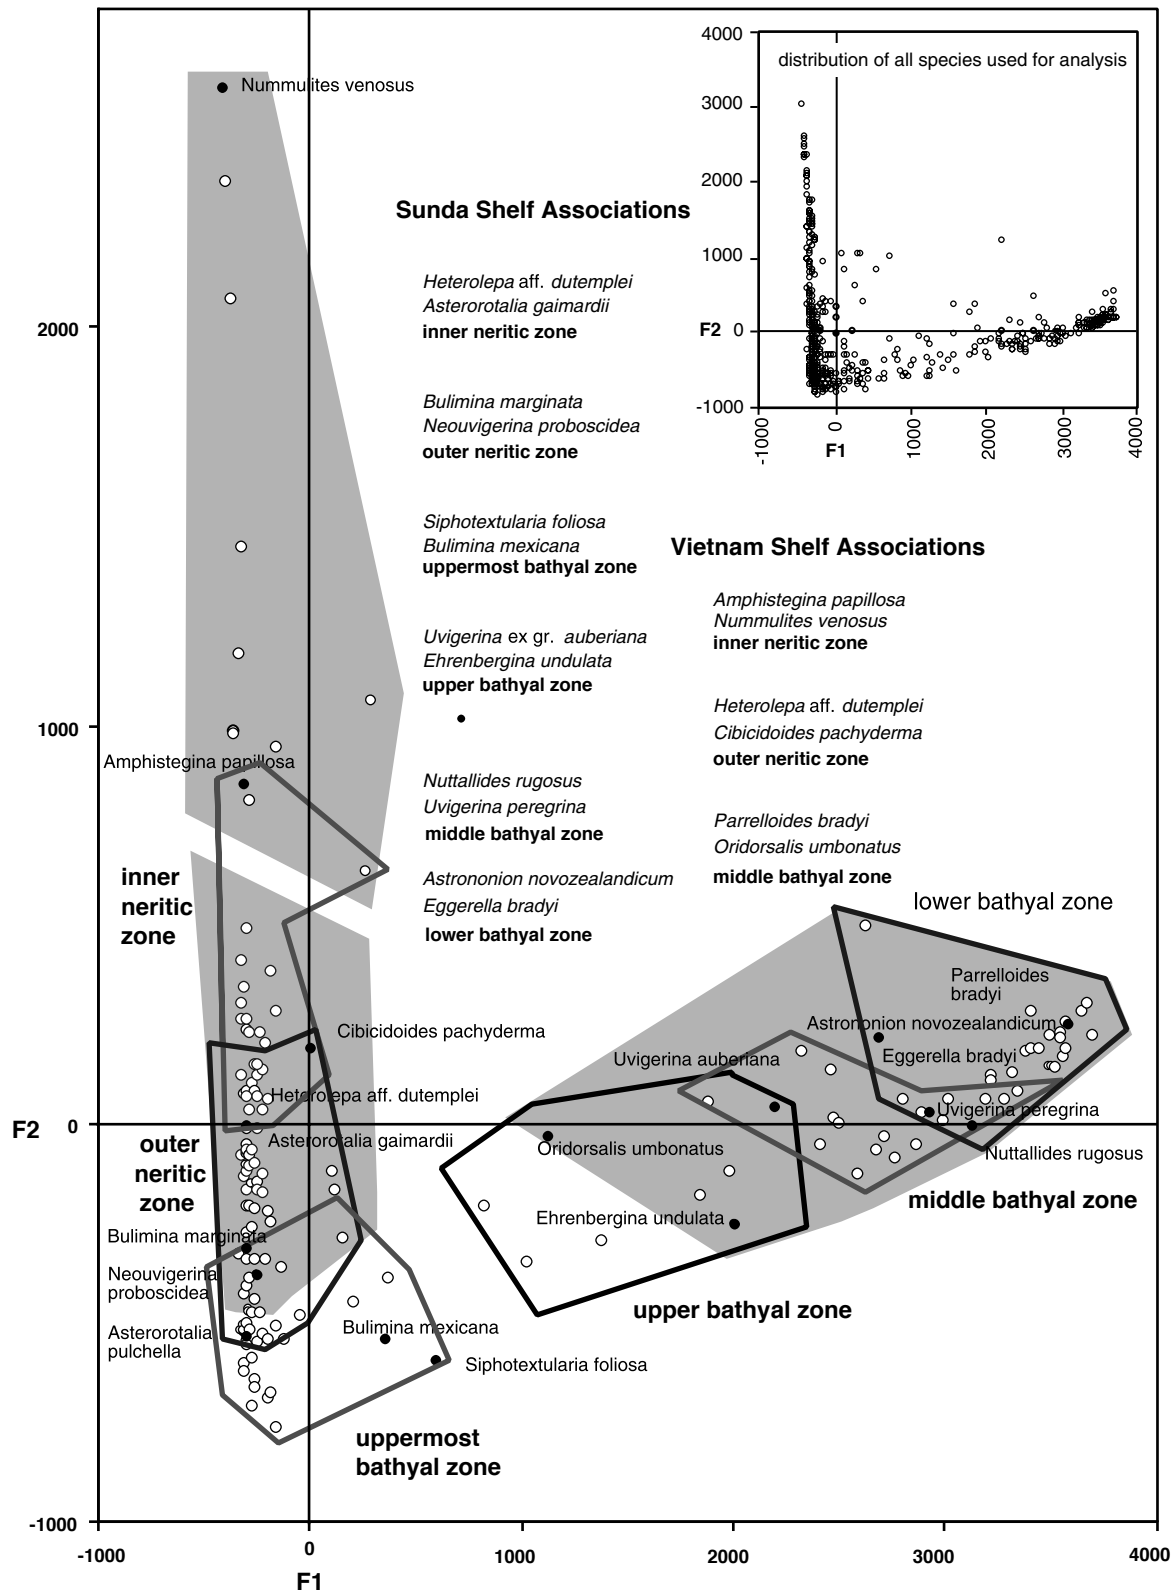 Nummulites venosus
4000
distribution of all species used for analysis
3000
2000
1000
F2 0
-1000
-1000
0
1000
2000
3000
4000
F1
Sunda Shelf Associations
Heterolepa aff. dutemplei
Asterorotalia gaimardii
inner neritic zone
Bulimina marginata
Neouvigerina proboscidea
outer neritic zone
Siphotextularia foliosa
Bulimina mexicana
uppermost bathyal zone
Uvigerina ex gr. auberiana
Ehrenbergina undulata
upper bathyal zone
Nuttallides rugosus
Uvigerina peregrina
middle bathyal zone
Astrononion novozealandicum
Eggerella bradyi
lower bathyal zone
Vietnam Shelf Associations
Amphistegina papillosa
Nummulites venosus
inner neritic zone
Heterolepa aff. dutemplei
Cibicidoides pachyderma
outer neritic zone
Parrelloides bradyi
Oridorsalis umbonatus
middle bathyal zone
2000
1000
0
-1000
F2
Amphistegina papillosa
inner
neritic
zone
Cibicidoides pachyderma
Heterolepa aff. dutemplei
Asterorotalia gaimardii
outer
neritic
zone
Bulimina marginata
Neouvigerina
proboscidea
Asterorotalia
pulchella
Bulimina mexicana
Siphotextularia foliosa
uppermost
bathyal zone
lower bathyal zone
Parrelloides
bradyi
Astrononion novozealandicum
Eggerella bradyi
Uvigerina auberiana
Uvigerina peregrina
Oridorsalis umbonatus
Nuttallides rugosus
middle bathyal zone
Ehrenbergina undulata
upper bathyal zone
-1000
0
1000
2000
3000
4000
F1